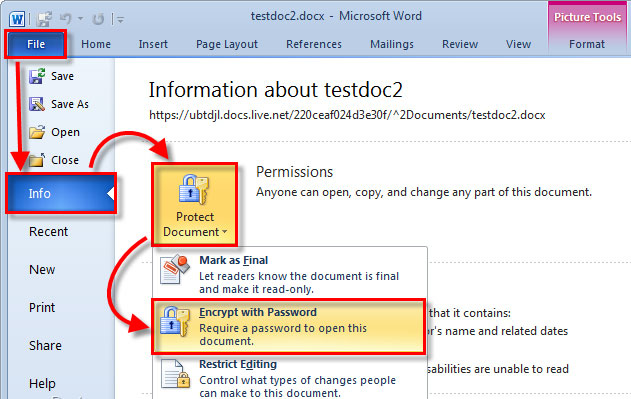 testdoc2.docx - Microsoft Word
Picture Tools
File Home Insert Page Layout References Mailings Review View Format
Save
Save As
Open
Close
Info
Recent
New
Print
Share
Help
Information about testdoc2
https://ubtdjl.docs.live.net/220ceaf024d3e30f/^2Documents/testdoc2.docx
Protect
Document
Permissions
Anyone can open, copy, and change any part of this document.
Mark as Final
Let readers know the document is final
and make it read-only.
Encrypt with Password
Require a password to open this
document.
Restrict Editing
Control what types of changes people
can make to this document.
that it contains:
or's name and related dates
sabilities are unable to read